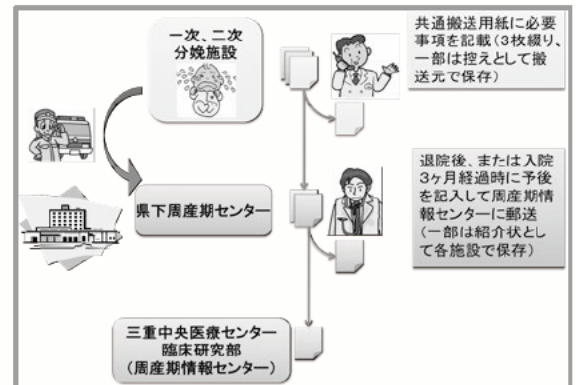 一次、二次
分娩施設
共通搬送用紙に必要
事項を記載(3枚綴り、
一部は控えとして搬
送元で保存)
県下周産期センター
退院後、または入院
3ヶ月経過時に予後
を記入して周産期情
報センターに郵送
(一部は紹介状とし
て各施設で保存)
三重中央医療センター
臨床研究部
(周産期情報センター)